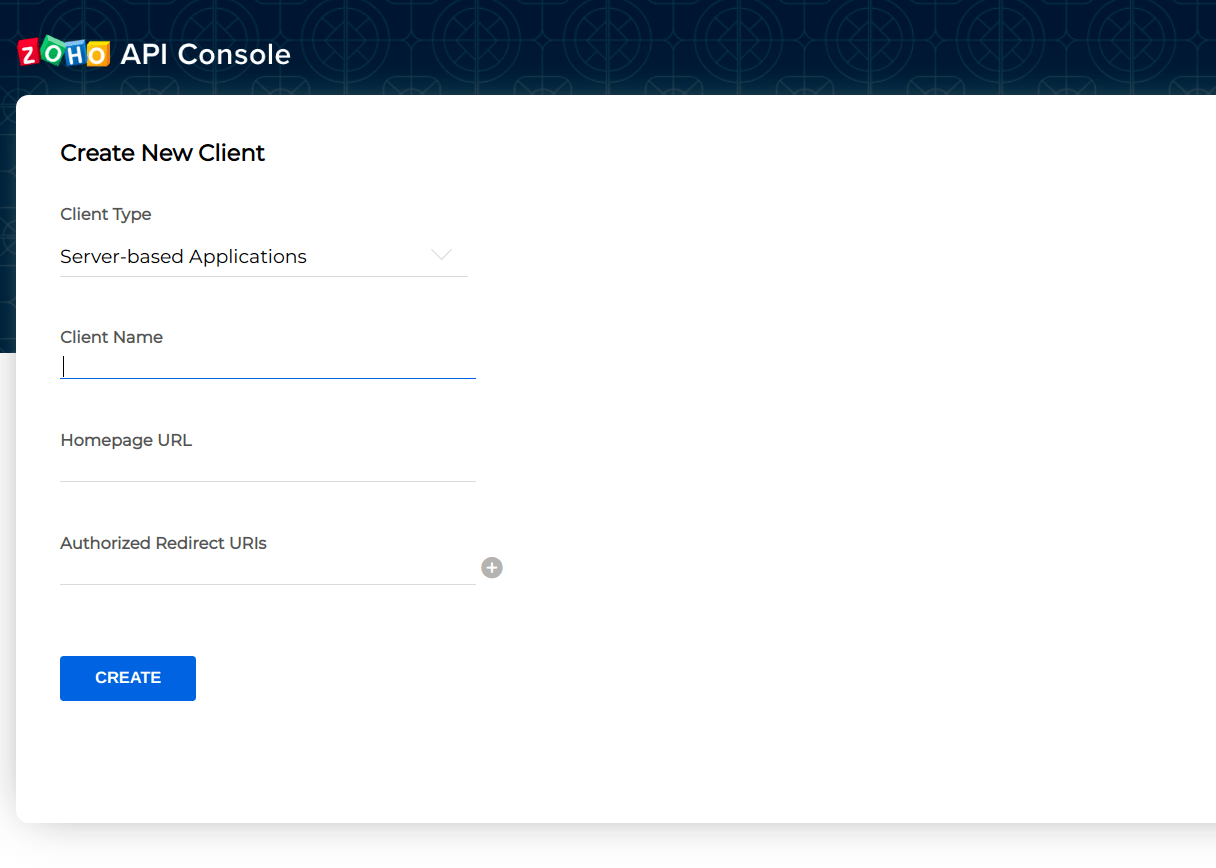 ZOHO API Console
Create New Client
Client Type
Server-based Applications
Client Name
Homepage URL
Authorized Redirect URIs
CREATE